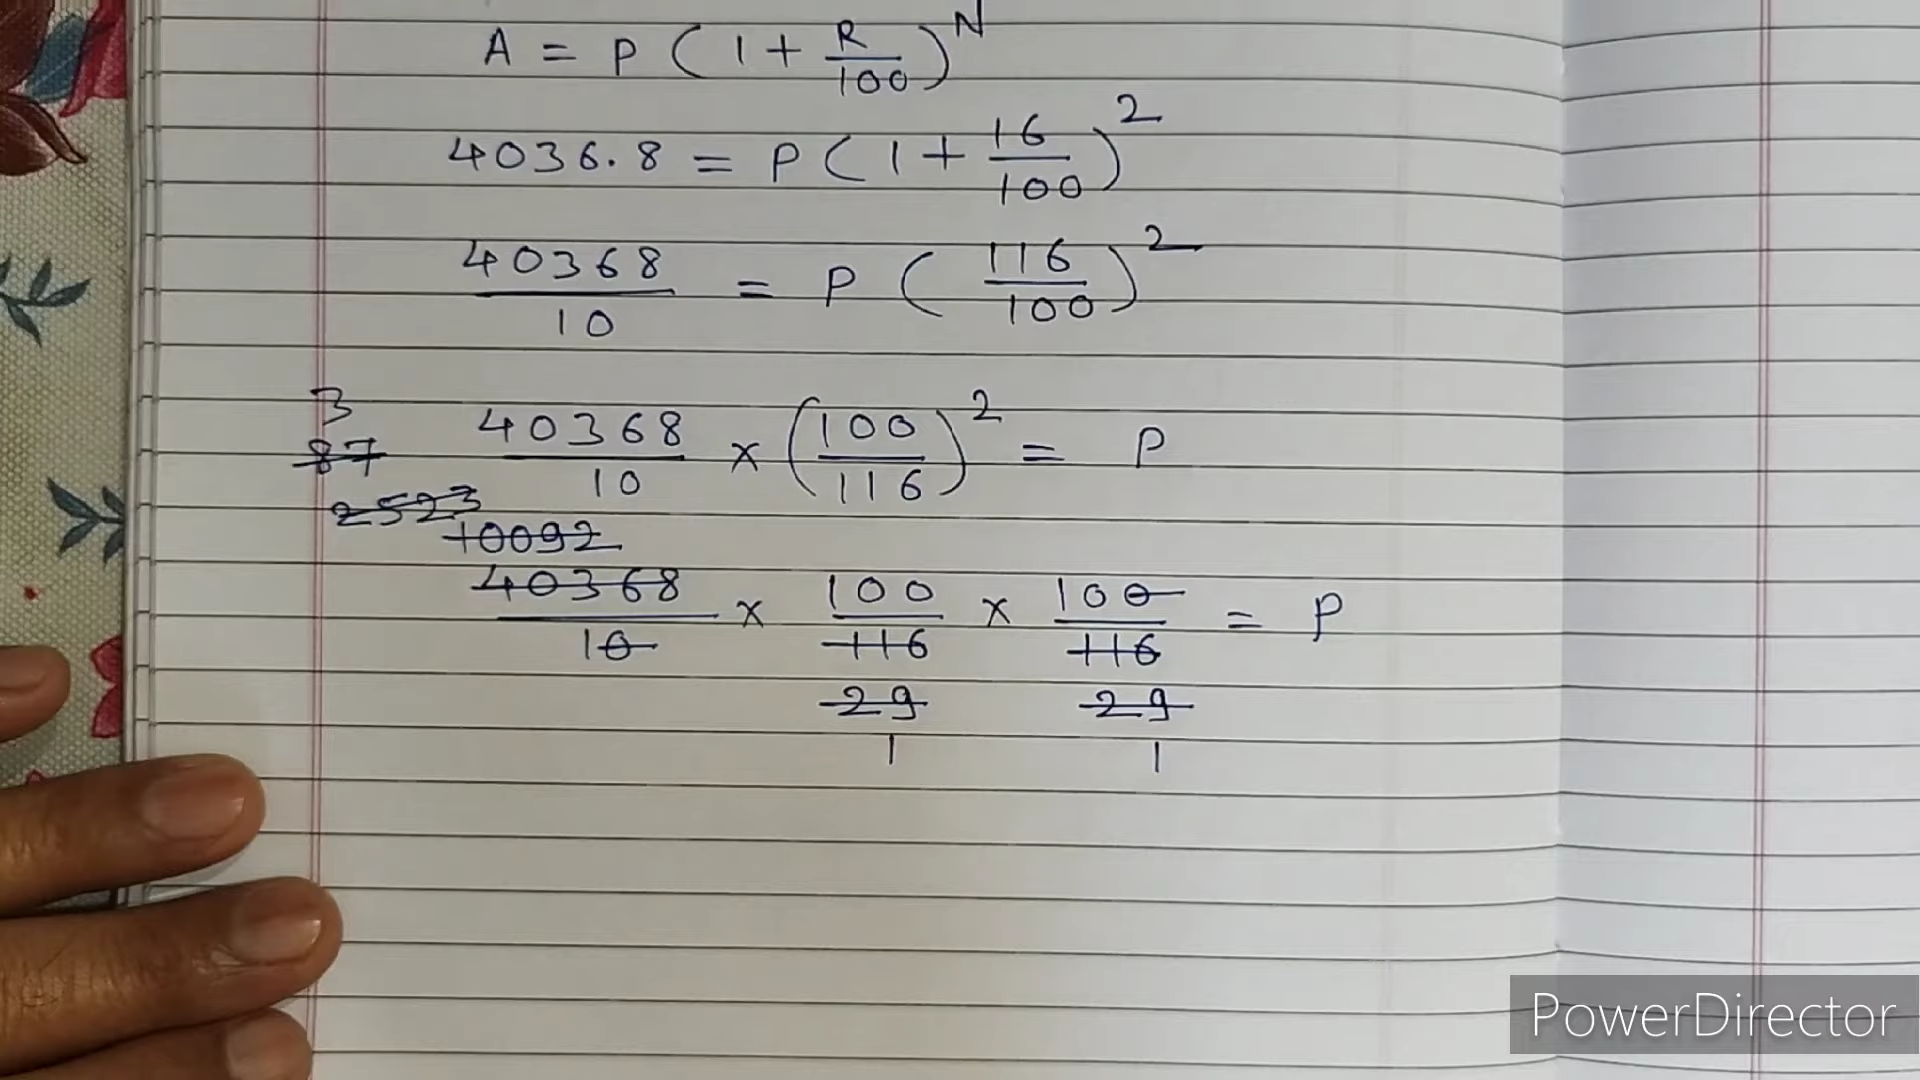 A = P ( 1 + R/100 )^N
4036.8 = P ( 1 + 16/100 )^2
40368/10 = P ( 116/100 )^2
3
87
40368/10 × ( 100/116 )^2 = P
2523
10092
40368/10 × 100/116 × 100/116 = P
29 29
1 1
PowerDirector